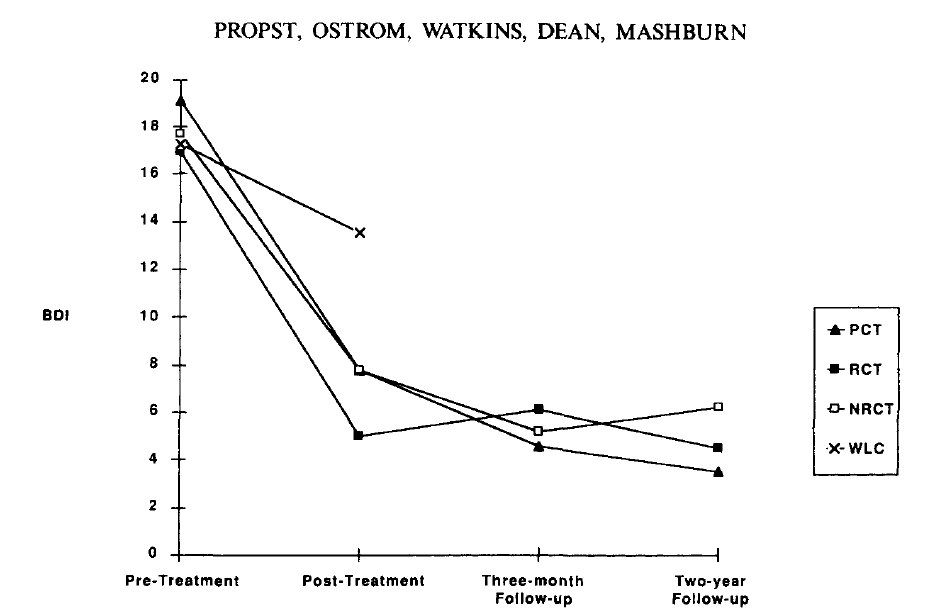 PROPST, OSTROM, WATKINS, DEAN, MASHBURN
20
18
16
14
12
10
8
6
4
2
0
BDI
Pre-Treatment
Post-Treatment
Three-month
Follow-up
Two-year
Follow-up
PCT
RCT
NRCT
WLC